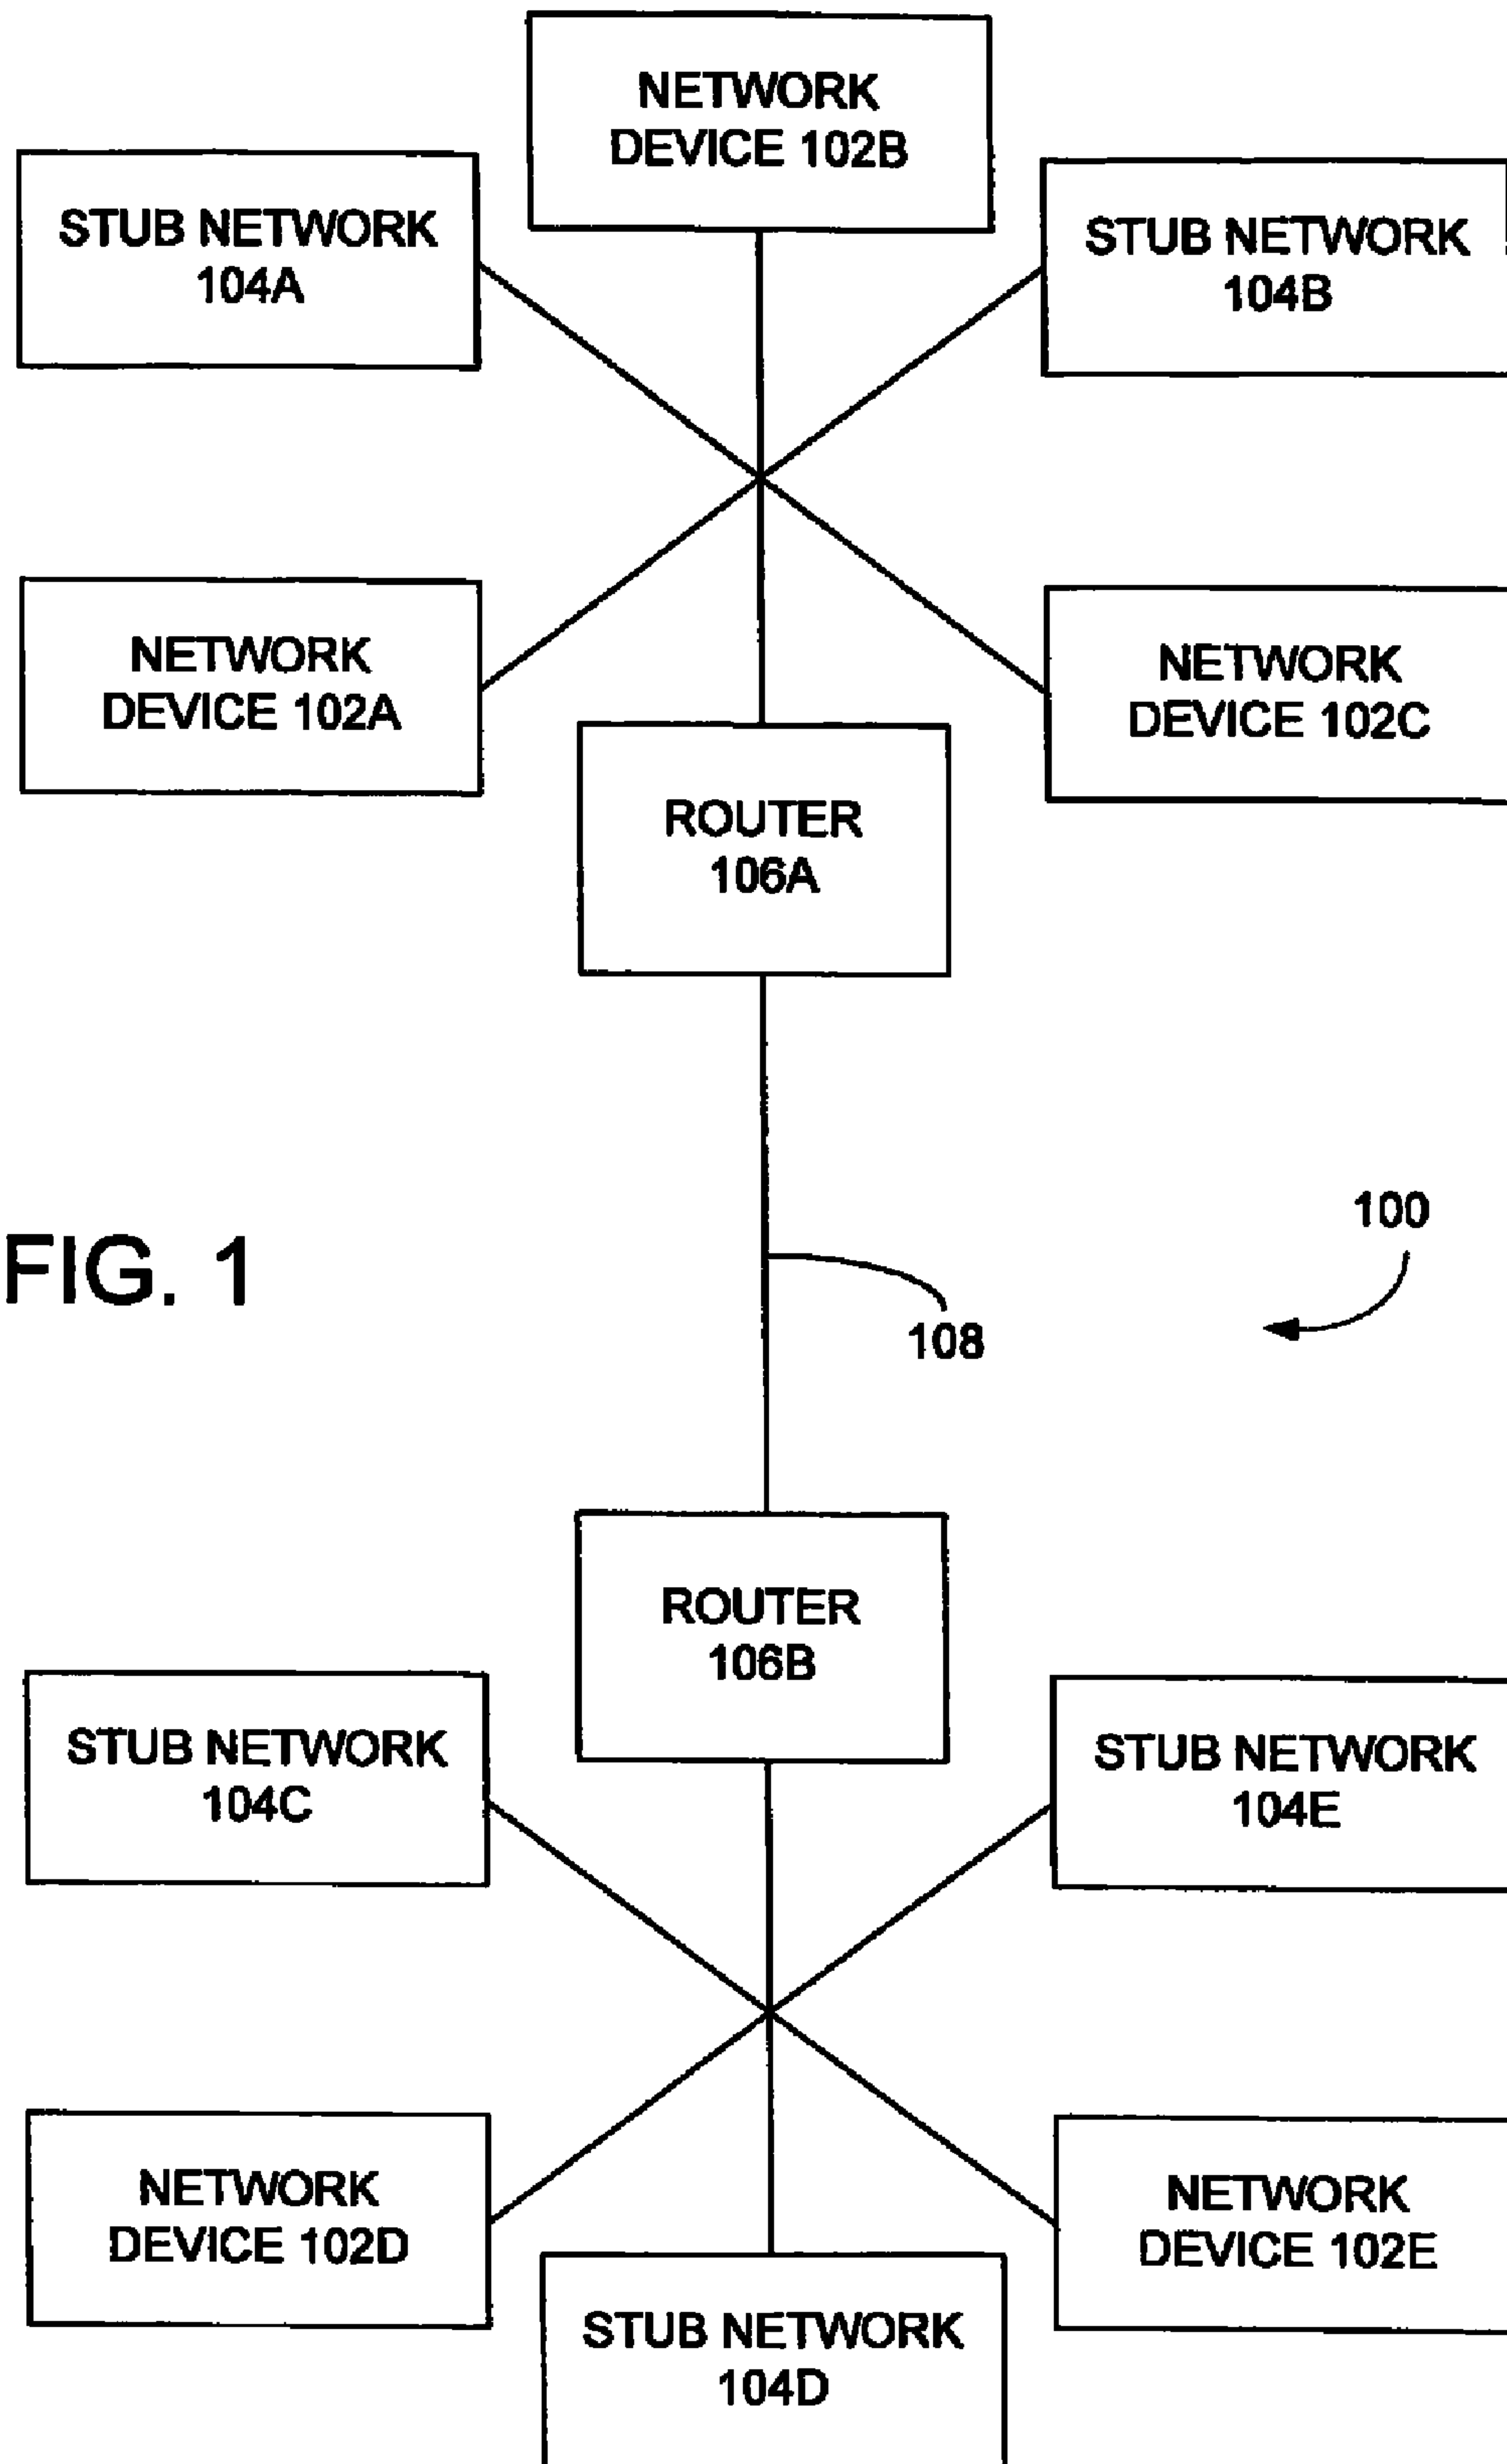 NETWORK
DEVICE 102B
STUB NETWORK
104A
STUB NETWORK
104B
NETWORK
DEVICE 102A
NETWORK
DEVICE 102C
ROUTER
106A
100
FIG. 1
108
ROUTER
106B
STUB NETWORK
104C
STUB NETWORK
104E
NETWORK
DEVICE 102D
NETWORK
DEVICE 102E
STUB NETWORK
104D